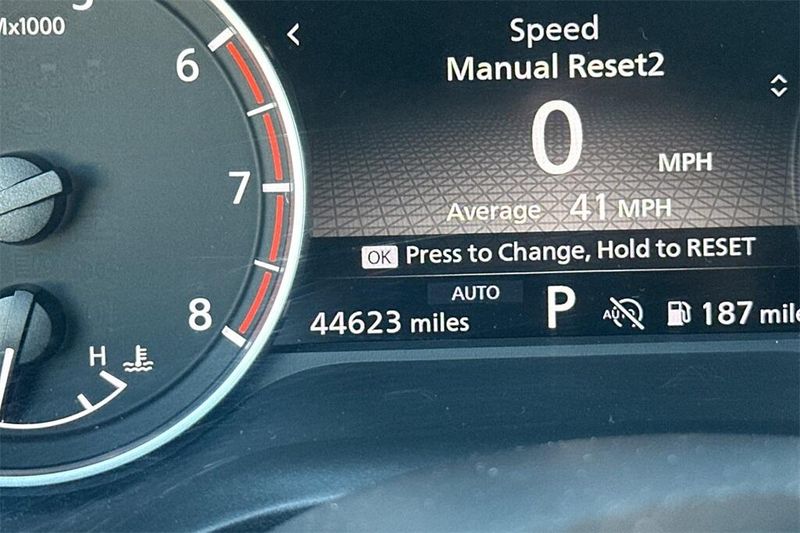 Mx1000
6
7
8
H
Speed
Manual Reset2
0 MPH
Average 41 MPH
OK Press to Change, Hold to RESET
AUTO
44623 miles P AUTO 187 mile